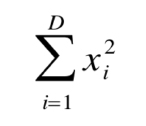 D
∑ x_i^2
i=1